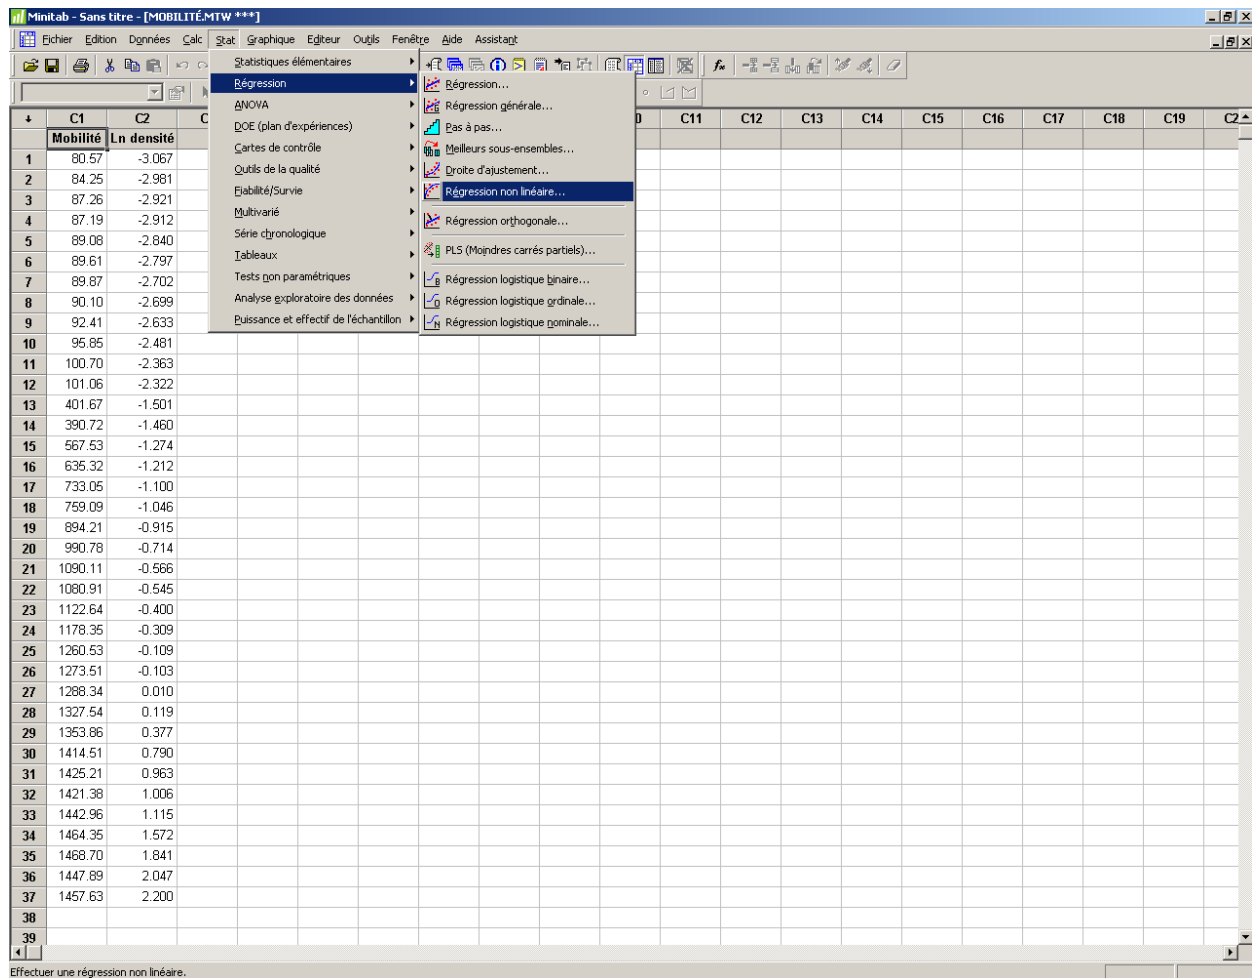 Minitab - Sans titre - [MOBILITÉ.MTW ***]
Fichier Edition Données Calc Stat Graphique Editeur Outils Fenêtre Aide Assistant
Statistiques élémentaires
Régression
ANOVA
DOE (plan d'expériences)
Cartes de contrôle
Outils de la qualité
Fiabilité/Survie
Multivarié
Série chronologique
Tableaux
Tests non paramétriques
Analyse exploratoire des données
Puissance et effectif de l'échantillon
Régression...
Régression générale...
Pas à pas...
Meilleurs sous-ensembles...
Droite d'ajustement...
Régression non linéaire...
Régression orthogonale...
PLS (Moindres carrés partiels)...
Régression logistique binaire...
Régression logistique ordinale...
Régression logistique nominale...
C1 C2 C11 C12 C13 C14 C15 C16 C17 C18 C19 C2
Mobilité Ln densité
1 80.57 -3.067
2 84.25 -2.981
3 87.26 -2.921
4 87.19 -2.912
5 89.08 -2.840
6 89.61 -2.797
7 89.87 -2.702
8 90.10 -2.699
9 92.41 -2.633
10 95.85 -2.481
11 100.70 -2.363
12 101.06 -2.322
13 401.67 -1.501
14 390.72 -1.460
15 567.53 -1.274
16 635.32 -1.212
17 733.05 -1.100
18 759.09 -1.046
19 894.21 -0.915
20 990.78 -0.714
21 1090.11 -0.566
22 1080.91 -0.545
23 1122.64 -0.400
24 1178.35 -0.309
25 1260.53 -0.109
26 1273.51 -0.103
27 1288.34 0.010
28 1327.54 0.119
29 1353.86 0.377
30 1414.51 0.790
31 1425.21 0.963
32 1421.38 1.006
33 1442.96 1.115
34 1464.35 1.572
35 1468.70 1.841
36 1447.89 2.047
37 1457.63 2.200
38
39
Effectuer une régression non linéaire.